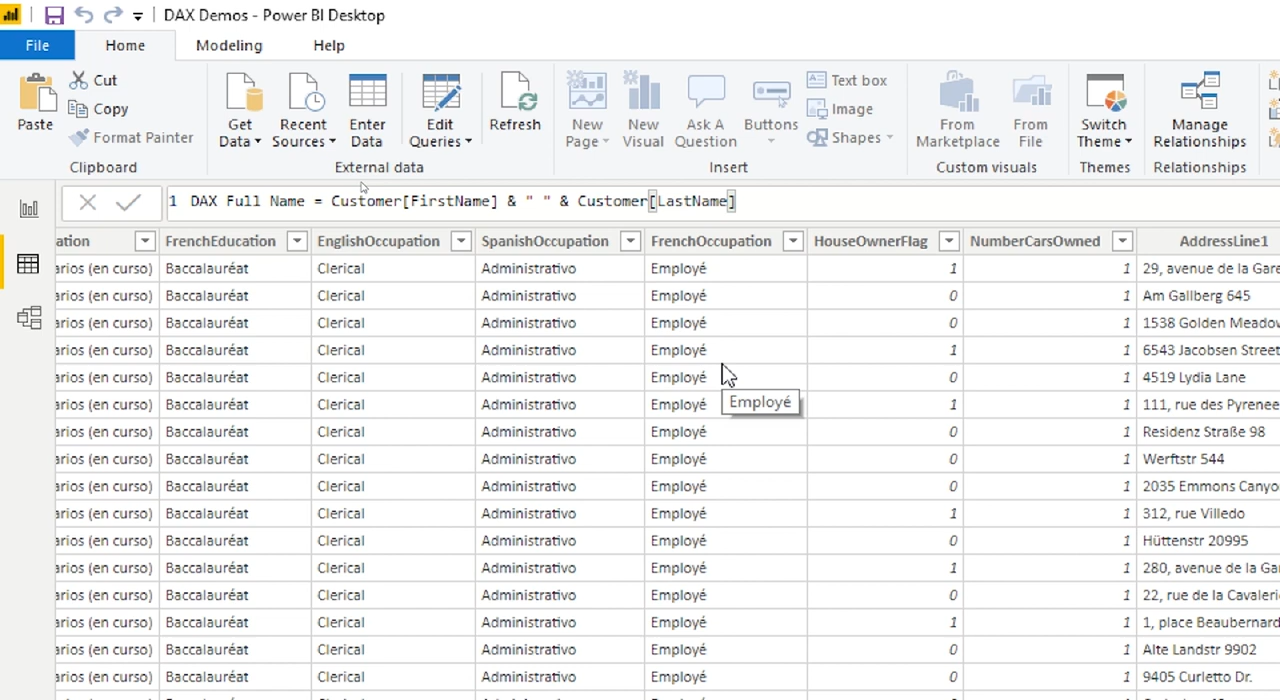 DAX Demos - Power BI Desktop
File Home Modeling Help
Paste
Cut
Copy
Format Painter
Clipboard
Get Data
Recent Sources
Enter Data
Edit Queries
Refresh
External data
New Page
New Visual
Ask A Question
Buttons
Text box
Image
Shapes
Insert
From Marketplace
From File
Custom visuals
Switch Theme
Themes
Manage Relationships
Relationships
1 DAX Full Name = Customer[FirstName] & " " & Customer[LastName]
ation FrenchEducation EnglishOccupation SpanishOccupation FrenchOccupation HouseOwnerFlag NumberCarsOwned AddressLine1
arios (en curso) Baccalauréat Clerical Administrativo Employé 1 1 29, avenue de la Gare
arios (en curso) Baccalauréat Clerical Administrativo Employé 0 1 Am Gallberg 645
arios (en curso) Baccalauréat Clerical Administrativo Employé 0 1 1538 Golden Meadow
arios (en curso) Baccalauréat Clerical Administrativo Employé 1 1 6543 Jacobsen Street
arios (en curso) Baccalauréat Clerical Administrativo Employé 0 1 4519 Lydia Lane
arios (en curso) Baccalauréat Clerical Administrativo Employé 1 1 111, rue des Pyrenee
Employé
arios (en curso) Baccalauréat Clerical Administrativo Employé 0 1 Residenz Straße 98
arios (en curso) Baccalauréat Clerical Administrativo Employé 0 1 Werftstr 544
arios (en curso) Baccalauréat Clerical Administrativo Employé 0 1 2035 Emmons Canyo
arios (en curso) Baccalauréat Clerical Administrativo Employé 1 1 312, rue Villedo
arios (en curso) Baccalauréat Clerical Administrativo Employé 0 1 Hüttenstr 20995
arios (en curso) Baccalauréat Clerical Administrativo Employé 1 1 280, avenue de la Ga
arios (en curso) Baccalauréat Clerical Administrativo Employé 0 1 22, rue de la Cavaleri
arios (en curso) Baccalauréat Clerical Administrativo Employé 1 1 1, place Beaubernard
arios (en curso) Baccalauréat Clerical Administrativo Employé 0 1 Alte Landstr 9902
arios (en curso) Baccalauréat Clerical Administrativo Employé 0 1 9405 Curletto Dr.